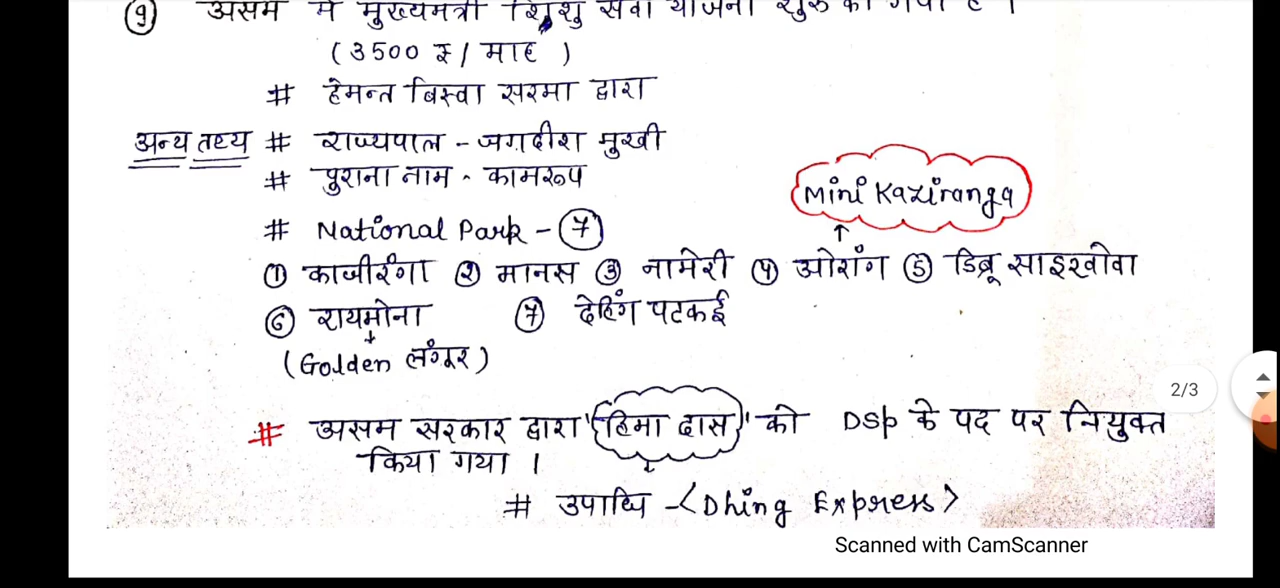 ⑨ असम में मुख्यमंत्री शिशु सेवा योजना शुरु की गयी है ।
(3500 ₹ / माह )
# हेमन्त बिस्वा सरमा द्वारा
अन्य तथ्य # राज्यपाल - जगदीश मुखी
# पुराना नाम - कामरूप
Mini Kaziranga
# National Park - ⑦
① काजीरंगा ② मानस ③ नामेरी ④ ओरांग ⑤ डिब्रू साइखोवा
⑥ रायमोना ⑦ देहिंग पटकई
(Golden लंगूर)
# असम सरकार द्वारा 'हिमा दास' को DSP के पद पर नियुक्त
किया गया ।
# उपाधि - <Dhing Express>
2/3
Scanned with CamScanner